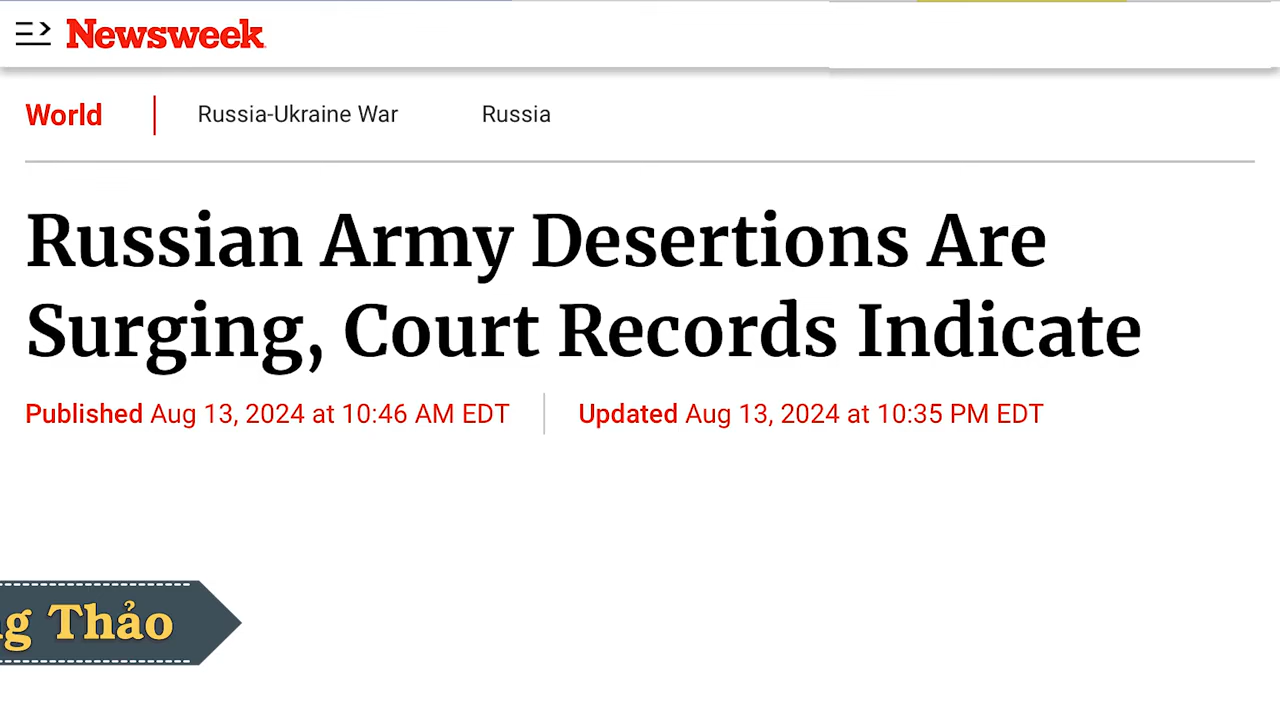 Newsweek
World
Russia-Ukraine War
Russia
Russian Army Desertions Are
Surging, Court Records Indicate
Published Aug 13, 2024 at 10:46 AM EDT
Updated Aug 13, 2024 at 10:35 PM EDT
Thảo